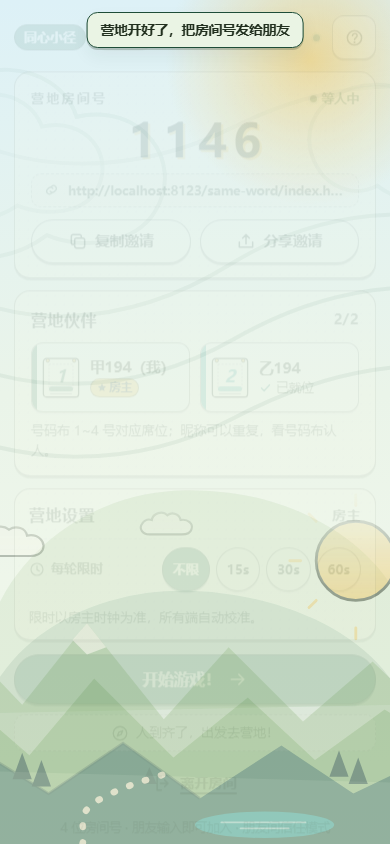 营地开好了，把房间号发给朋友
同心小径
营地房间号
等人中
1146
http://localhost:8123/same-word/index.h...
复制邀请
分享邀请
营地伙伴
2/2
1
甲194（我）
房主
2
乙194
已就位
号码布 1–4 号对应席位；昵称可以重复，看号码布认
人。
营地设置
房主
每轮限时
不限
15s
30s
60s
限时以房主时钟为准，所有端自动校准。
开始游戏！
人到齐了，出发去营地！
离开房间